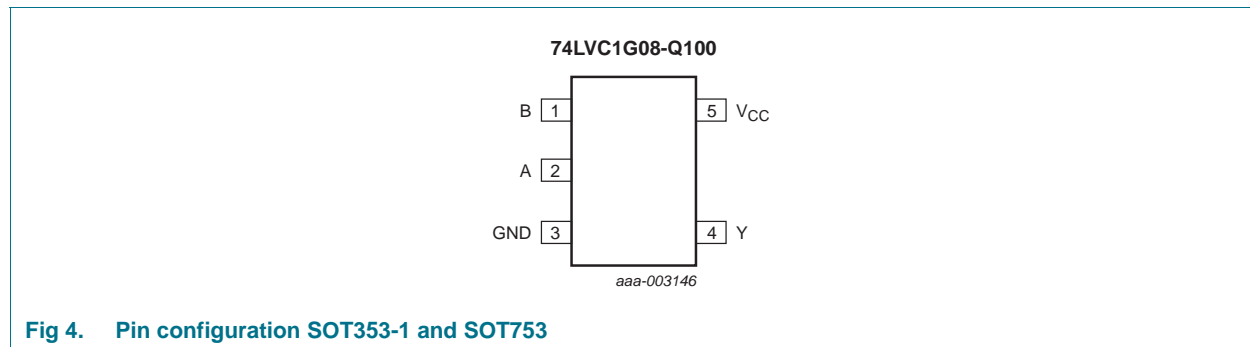 74LVC1G08-Q100
B 1 5 VCC
A 2
GND 3 4 Y
aaa-003146
Fig 4. Pin configuration SOT353-1 and SOT753